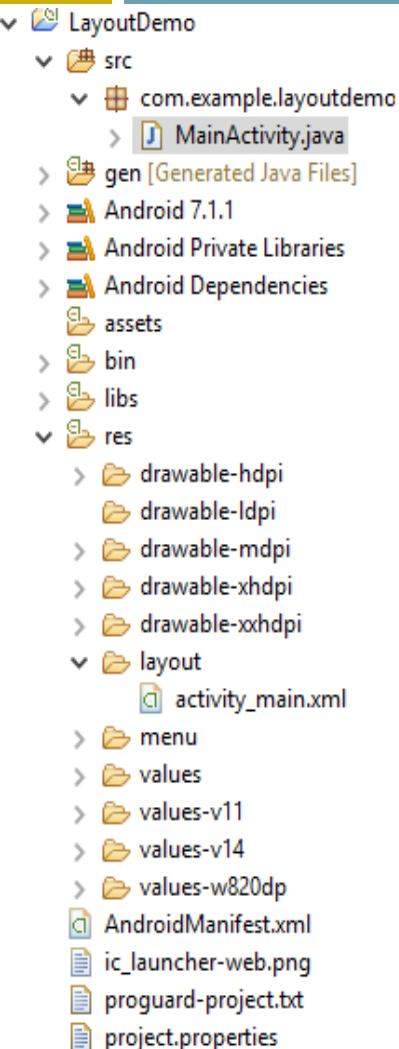 LayoutDemo
src
com.example.layoutdemo
MainActivity.java
gen [Generated Java Files]
Android 7.1.1
Android Private Libraries
Android Dependencies
assets
bin
libs
res
drawable-hdpi
drawable-ldpi
drawable-mdpi
drawable-xhdpi
drawable-xxhdpi
layout
activity_main.xml
menu
values
values-v11
values-v14
values-w820dp
AndroidManifest.xml
ic_launcher-web.png
proguard-project.txt
project.properties